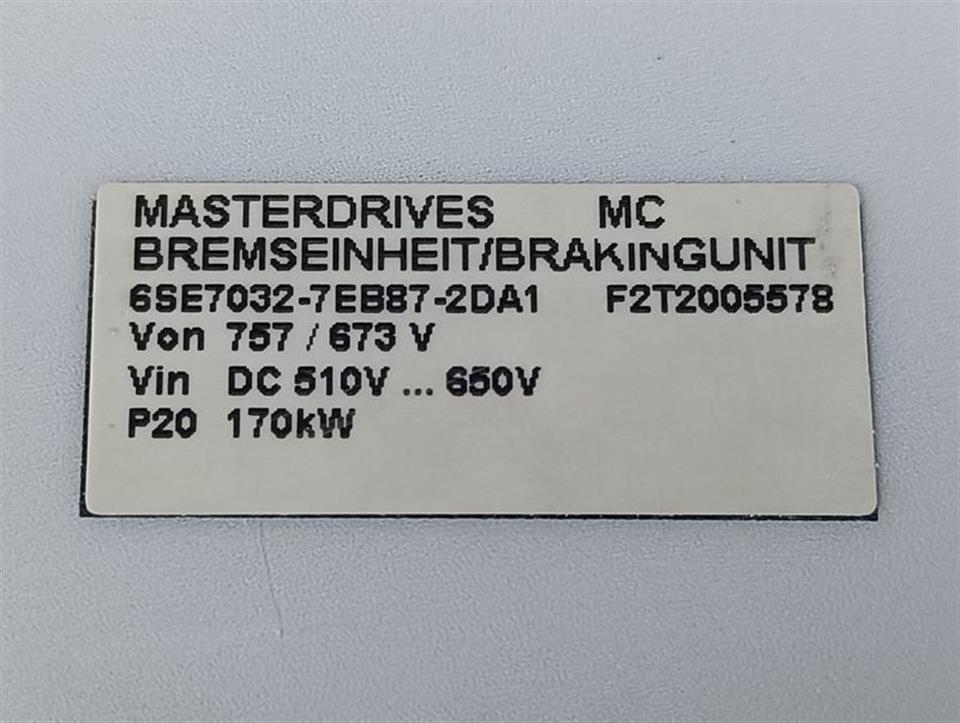 MASTERDRIVES MC
BREMSEINHEIT/BRAKINGUNIT
6SE7032-7EB87-2DA1 F2T2005578
Von 757 / 673 V
Vin DC 510V ... 650V
P20 170kW